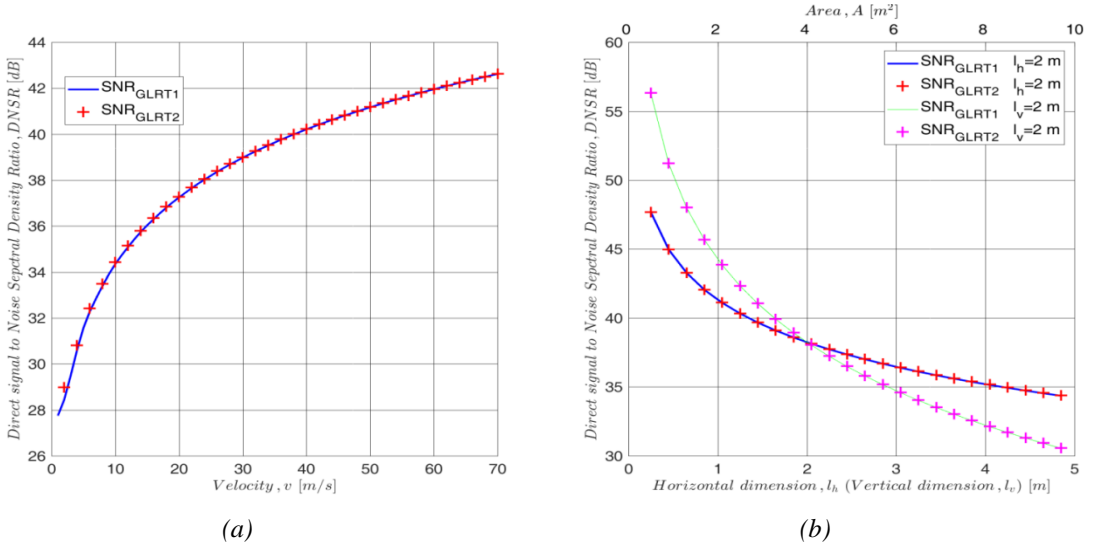 Area, A [m²]
0 2 4 6 8 10
44
42
40
38
36
34
32
30
28
26
Direct signal to Noise Sepctral Density Ratio, DNSR [dB]
SNR_GLRT1
SNR_GLRT2
0 10 20 30 40 50 60 70
Velocity, v [m/s]
(a)
60
55
50
45
40
35
30
Direct signal to Noise Sepctral Density Ratio, DNSR [dB]
SNR_GLRT1 l_h=2 m
SNR_GLRT2 l_h=2 m
SNR_GLRT1 l_v=2 m
SNR_GLRT2 l_v=2 m
0 1 2 3 4 5
Horizontal dimension, l_h (Vertical dimension, l_v) [m]
(b)